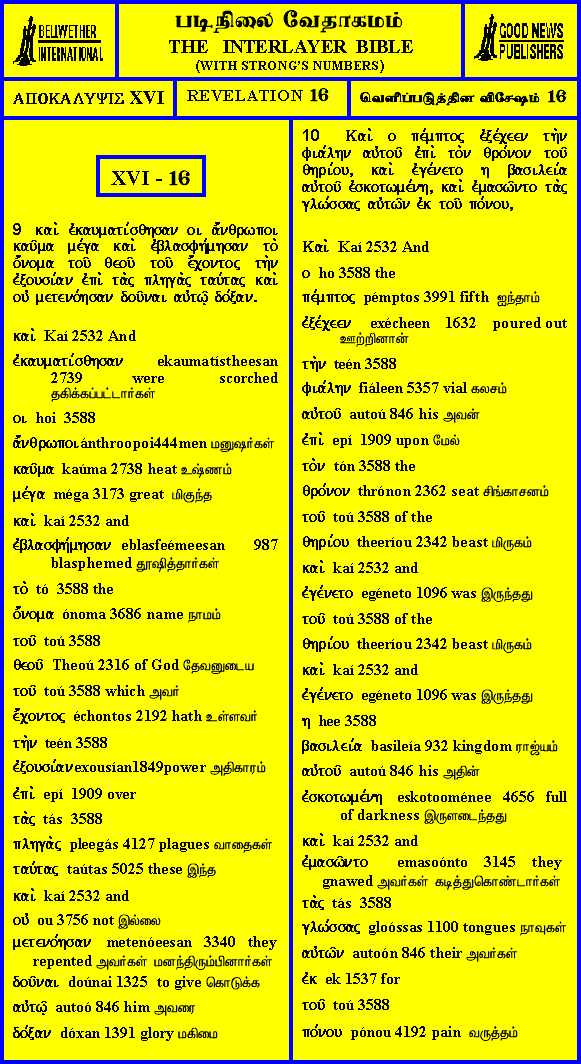 BELLWETHER
INTERNATIONAL
படிநிலை வேதாகமம்
THE INTERLAYER BIBLE
(WITH STRONG'S NUMBERS)
GOOD NEWS
PUBLISHERS
ΑΠΟΚΑΛΥΨΙΣ XVI
REVELATION 16
வெளிப்படுத்தின விசேஷம் 16
XVI - 16
9 καὶ ἐκαυματίσθησαν οι ἄνθρωποι
καῦμα μέγα καὶ ἐβλασφήμησαν τὸ
ὄνομα τοῦ θεοῦ τοῦ ἔχοντος τὴν
ἐξουσίαν ἐπὶ τὰς πληγὰς ταύτας καὶ
οὐ μετενόησαν δοῦναι αὐτῷ δόξαν.
καὶ Kaí 2532 And
ἐκαυματίσθησαν ekaumatístheesan
2739 were scorched
தகிக்கப்பட்டார்கள்
οι hoi 3588
ἄνθρωποι ánthroopoi444men மனுஷர்கள்
καῦμα kaúma 2738 heat உஷ்ணம்
μέγα méga 3173 great மிகுந்த
καὶ kaí 2532 and
ἐβλασφήμησαν eblasfeémeesan 987
blasphemed தூஷித்தார்கள்
τὸ tó 3588 the
ὄνομα ónoma 3686 name நாமம்
τοῦ toú 3588
θεοῦ Theoú 2316 of God தேவனுடைய
τοῦ toú 3588 which அவர்
ἔχοντος échontos 2192 hath உள்ளவர்
τὴν teén 3588
ἐξουσίαν exousían1849power அதிகாரம்
ἐπὶ epí 1909 over
τὰς tás 3588
πληγὰς pleegás 4127 plagues வாதைகள்
ταύτας taútas 5025 these இந்த
καὶ kaí 2532 and
οὐ ou 3756 not இல்லை
μετενόησαν metenóeesan 3340 they
repented அவர்கள் மனந்திரும்பினார்கள்
δοῦναι doúnai 1325 to give கொடுக்க
αὐτῷ autoó 846 him அவரை
δόξαν dóxan 1391 glory மகிமை
10 Καὶ ο πέμπτος ἐξέχεεν τὴν
φιάλην αὐτοῦ ἐπὶ τὸν θρόνον τοῦ
θηρίου, καὶ ἐγένετο η βασιλεία
αὐτοῦ ἐσκοτωμένη, καὶ ἐμασῶντο τὰς
γλώσσας αὐτῶν ἐκ τοῦ πόνου,
Καὶ Kaí 2532 And
ο ho 3588 the
πέμπτος pémptos 3991 fifth ஐந்தாம்
ἐξέχεεν exécheen 1632 poured out
ஊற்றினான்
τὴν teén 3588
φιάλην fiáleen 5357 vial கலசம்
αὐτοῦ autoú 846 his அவன்
ἐπὶ epí 1909 upon மேல்
τὸν tón 3588 the
θρόνον thrónon 2362 seat சிங்காசனம்
τοῦ toú 3588 of the
θηρίου theeríou 2342 beast மிருகம்
καὶ kaí 2532 and
ἐγένετο egéneto 1096 was இருந்தது
τοῦ toú 3588 of the
θηρίου theeríou 2342 beast மிருகம்
καὶ kaí 2532 and
ἐγένετο egéneto 1096 was இருந்தது
η hee 3588
βασιλεία basileía 932 kingdom ராஜ்யம்
αὐτοῦ autoú 846 his அதின்
ἐσκοτωμένη eskotooménee 4656 full
of darkness இருளடைந்தது
καὶ kaí 2532 and
ἐμασῶντο emasoónto 3145 they
gnawed அவர்கள் கடித்துகொண்டார்கள்
τὰς tás 3588
γλώσσας gloóssas 1100 tongues நாவுகள்
αὐτῶν autoón 846 their அவர்கள்
ἐκ ek 1537 for
τοῦ toú 3588
πόνου pónou 4192 pain வருத்தம்